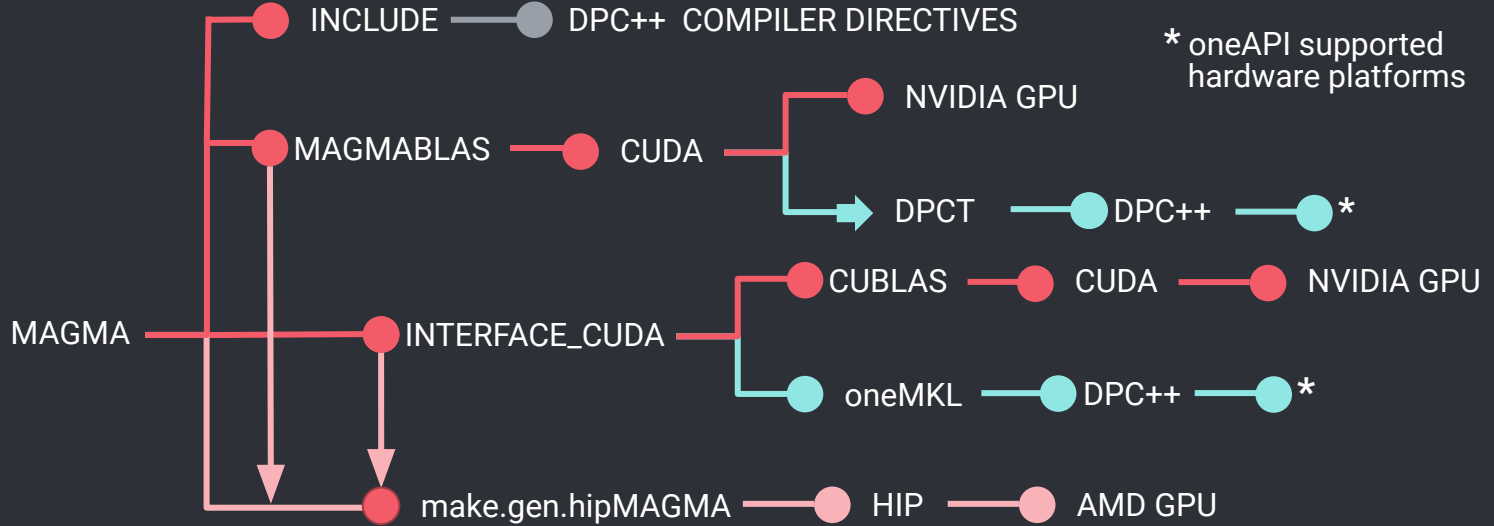 INCLUDE DPC++ COMPILER DIRECTIVES
* oneAPI supported
hardware platforms
NVIDIA GPU
MAGMABLAS CUDA
DPCT DPC++ *
CUBLAS CUDA NVIDIA GPU
MAGMA INTERFACE_CUDA
oneMKL DPC++ *
make.gen.hipMAGMA HIP AMD GPU